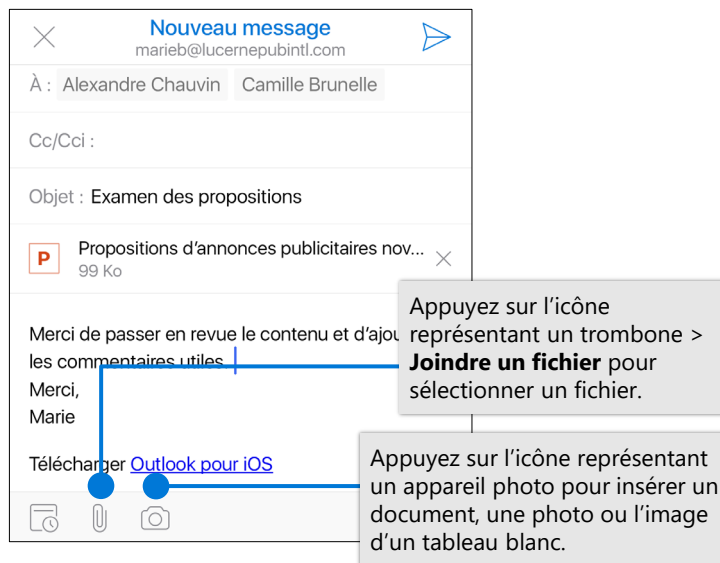 Nouveau message
marieb@lucernepubintl.com
À : Alexandre Chauvin Camille Brunelle
Cc/Cci :
Objet : Examen des propositions
P
Propositions d’annonces publicitaires nov...
99 Ko
Merci de passer en revue le contenu et d’ajou
les commentaires utiles.
Merci,
Marie
Télécharger Outlook pour iOS
Appuyez sur l’icône
représentant un trombone >
Joindre un fichier pour
sélectionner un fichier.
Appuyez sur l’icône représentant
un appareil photo pour insérer un
document, une photo ou l’image
d’un tableau blanc.